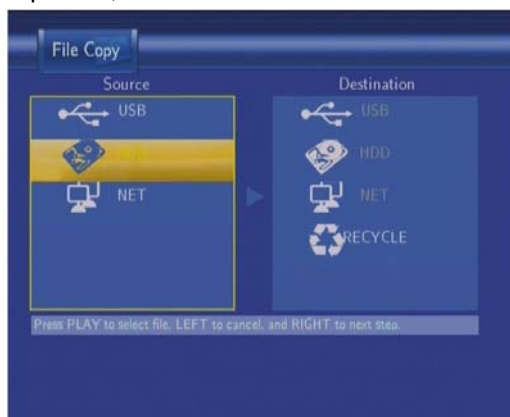 File Copy
Source
Destination
USB
USB
HDD
HDD
NET
NET
RECYCLE
Press PLAY to select file, LEFT to cancel, and RIGHT to next step.